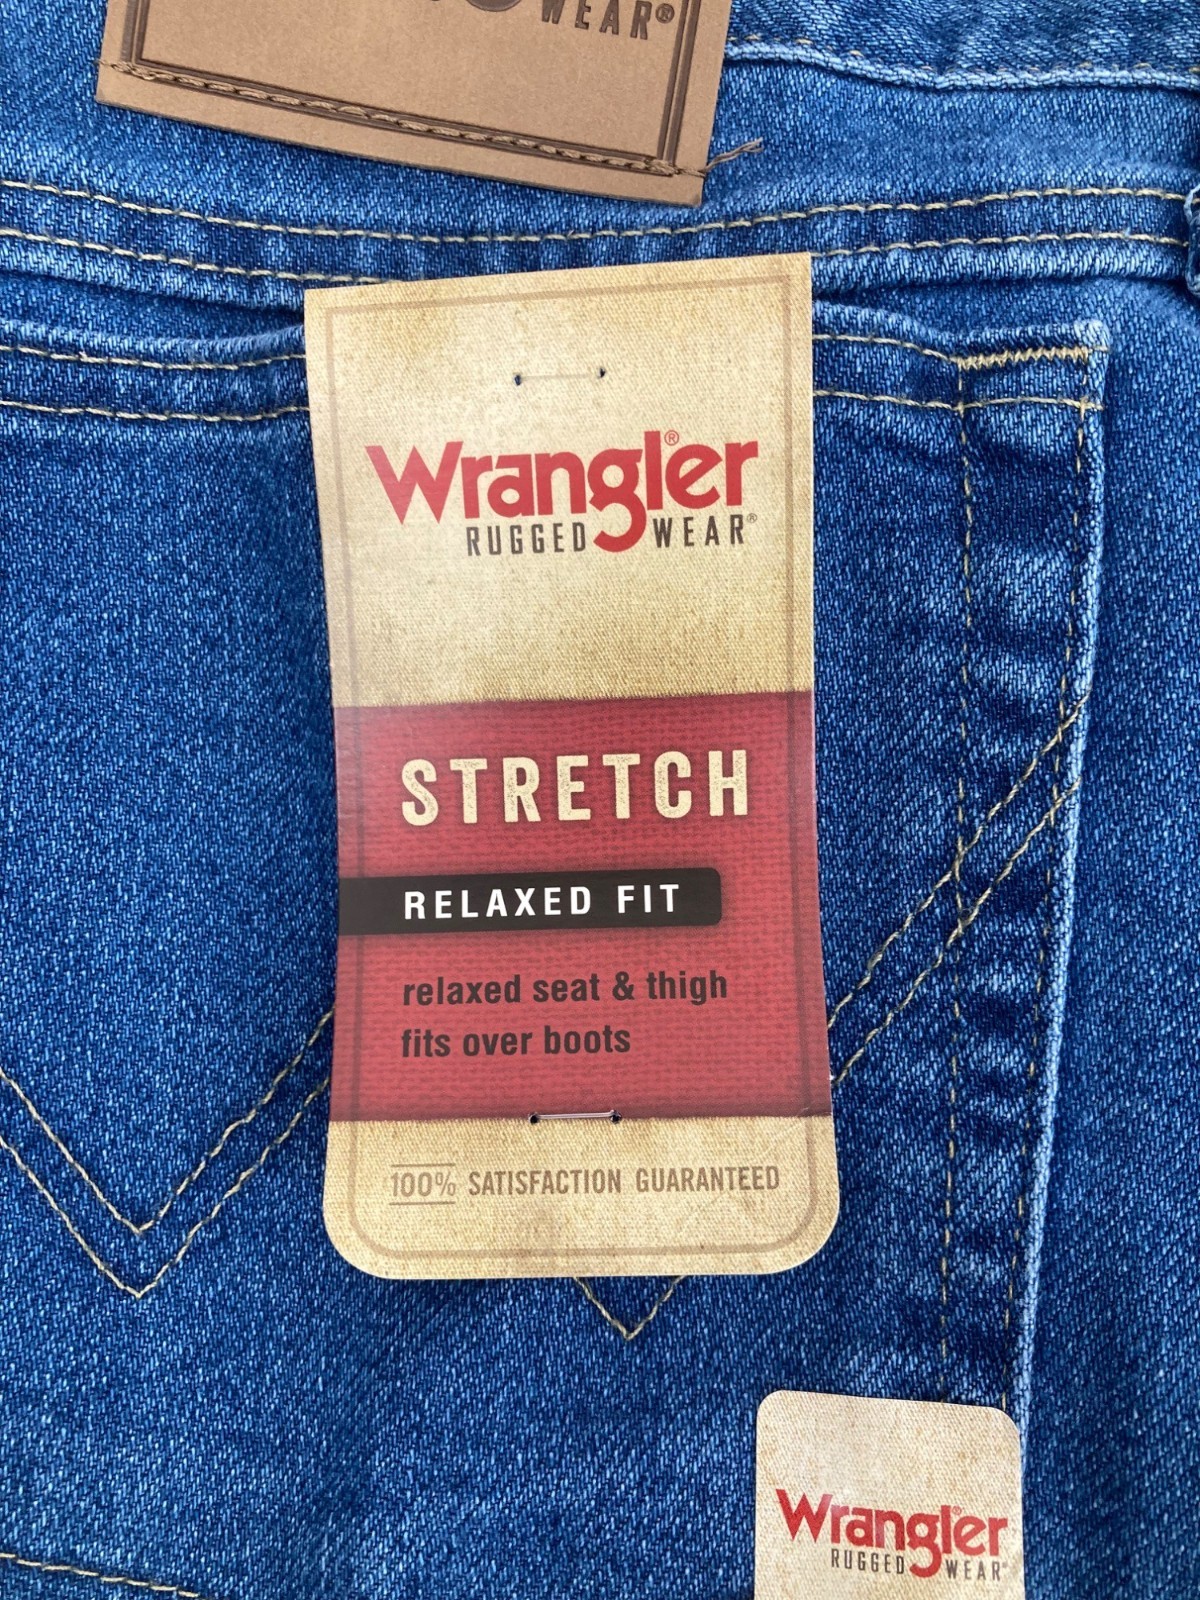 WEAR®
Wrangler®
RUGGED WEAR®
STRETCH
RELAXED FIT
relaxed seat & thigh
fits over boots
100% SATISFACTION GUARANTEED
Wrangler®
RUGGED WEAR®